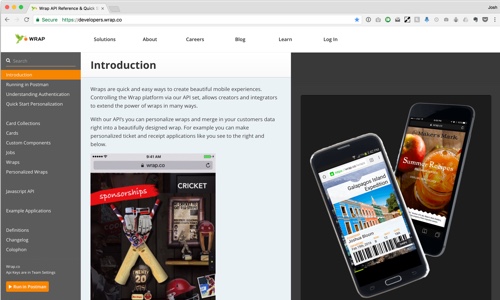 Wrap API Reference & Quick S
Josh
Secure https://developers.wrap.co
WRAP
Solutions
About
Careers
Blog
Learn
Log In
Search
Introduction
Running in Postman
Understanding Authentication
Quick Start Personalization
Card Collections
Cards
Custom Components
Jobs
Wraps
Personalized Wraps
Javascript API
Example Applications
Definitions
Changelog
Colophon
Wrap.co
Api Keys are in Team Settings
Run in Postman
Introduction
Wraps are quick and easy ways to create beautiful mobile experiences.
Controlling the Wrap platform via our API set, allows creators and integrators
to extend the power of wraps in many ways.
With our API's you can personalize wraps and merge in your customers data
right into a beautifully designed wrap. For example you can make
personalized ticket and receipt applications like you see to the right and
below.
9:41 AM
wrap.co
sponsorships
CRICKET
TWENTY
20
Galapagos Island
Expedition
Joshua Bloom
Maker's Mark
Summer Recipes